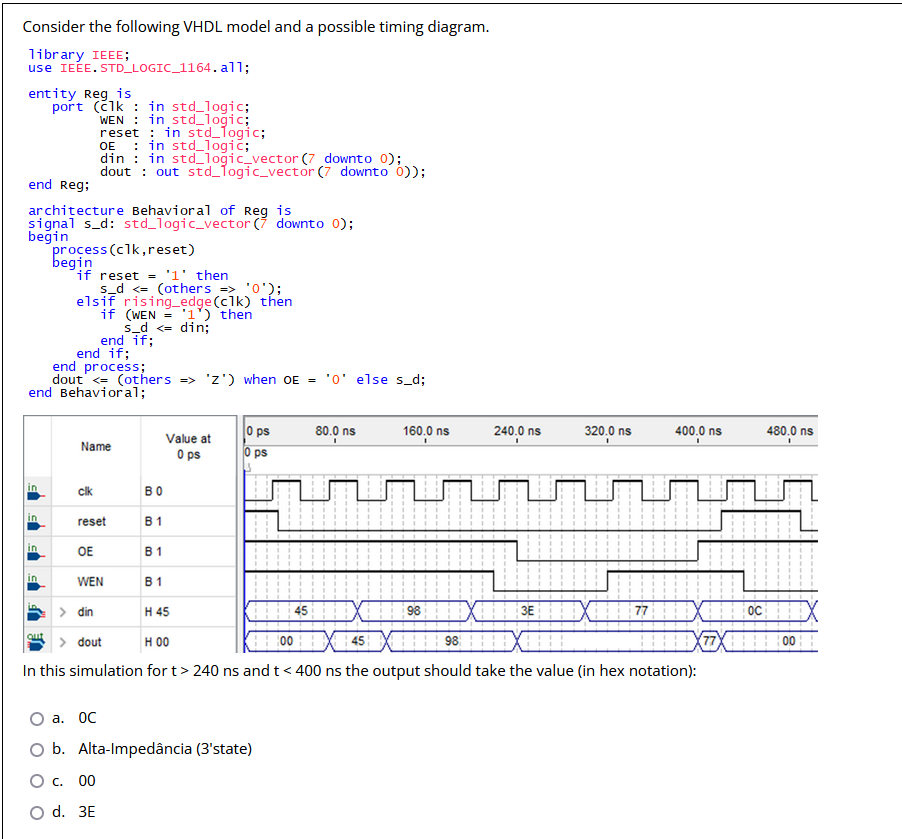 Consider the following VHDL model and a possible timing diagram.
library IEEE;
use IEEE.STD_LOGIC_1164.all;
entity Reg is
port (clk : in std_logic;
WEN : in std_logic;
reset : in std_logic;
OE : in std_logic;
din : in std_logic_vector(7 downto 0);
dout : out std_logic_vector(7 downto 0));
end Reg;
architecture Behavioral of Reg is
signal s_d: std_logic_vector(7 downto 0);
begin
process(clk,reset)
begin
if reset = '1' then
s_d <= (others => '0');
elsif rising_edge(clk) then
if (WEN = '1') then
s_d <= din;
end if;
end if;
end process;
dout <= (others => 'Z') when OE = '0' else s_d;
end Behavioral;
Name Value at 0 ps 80.0 ns 160.0 ns 240.0 ns 320.0 ns 400.0 ns 480.0 ns
0 ps 0 ps
in clk B 0
in reset B 1
in OE B 1
in WEN B 1
in > din H 45 45 98 3E 77 0C
out > dout H 00 00 45 98 77 00
In this simulation for t > 240 ns and t < 400 ns the output should take the value (in hex notation):
a. 0C
b. Alta-Impedância (3'state)
c. 00
d. 3E